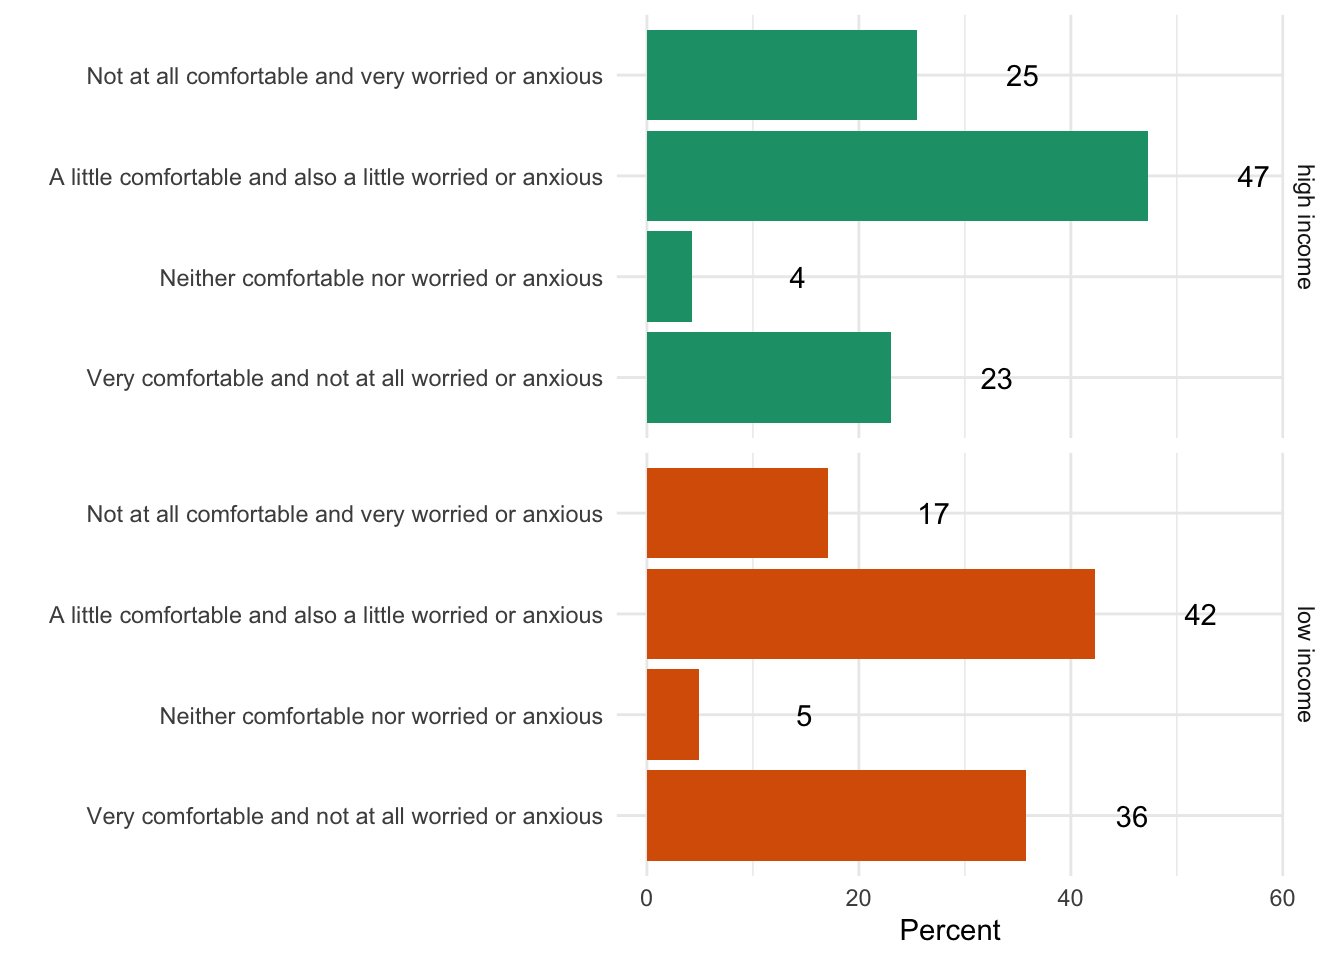 Not at all comfortable and very worried or anxious
25
A little comfortable and also a little worried or anxious
47
Neither comfortable nor worried or anxious
4
Very comfortable and not at all worried or anxious
23
high income
Not at all comfortable and very worried or anxious
17
A little comfortable and also a little worried or anxious
42
Neither comfortable nor worried or anxious
5
Very comfortable and not at all worried or anxious
36
low income
0 20 40 60
Percent